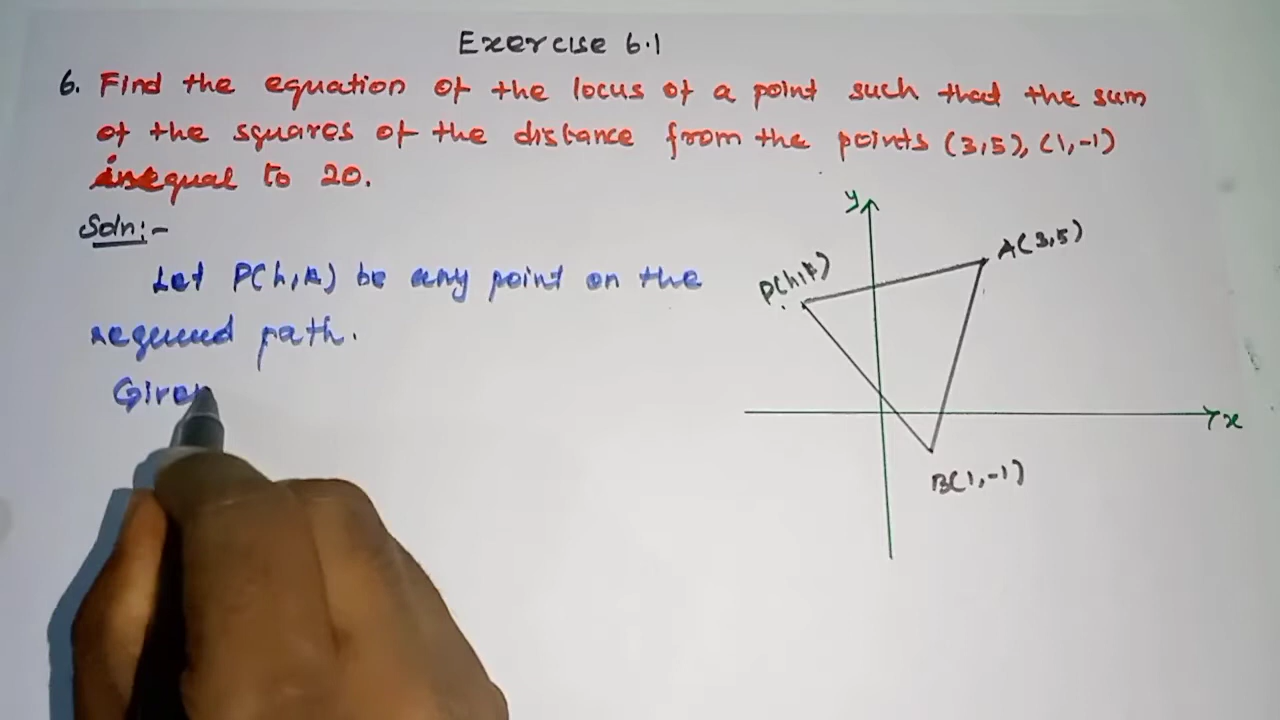 Exercise 6.1
6. Find the equation of the locus of a point such that the sum
of the squares of the distance from the points (3,5), (1,-1)
is equal to 20.
Soln:-
Let P(h,k) be any point on the
required path.
Given
y
A(3,5)
P(h,k)
x
B(1,-1)